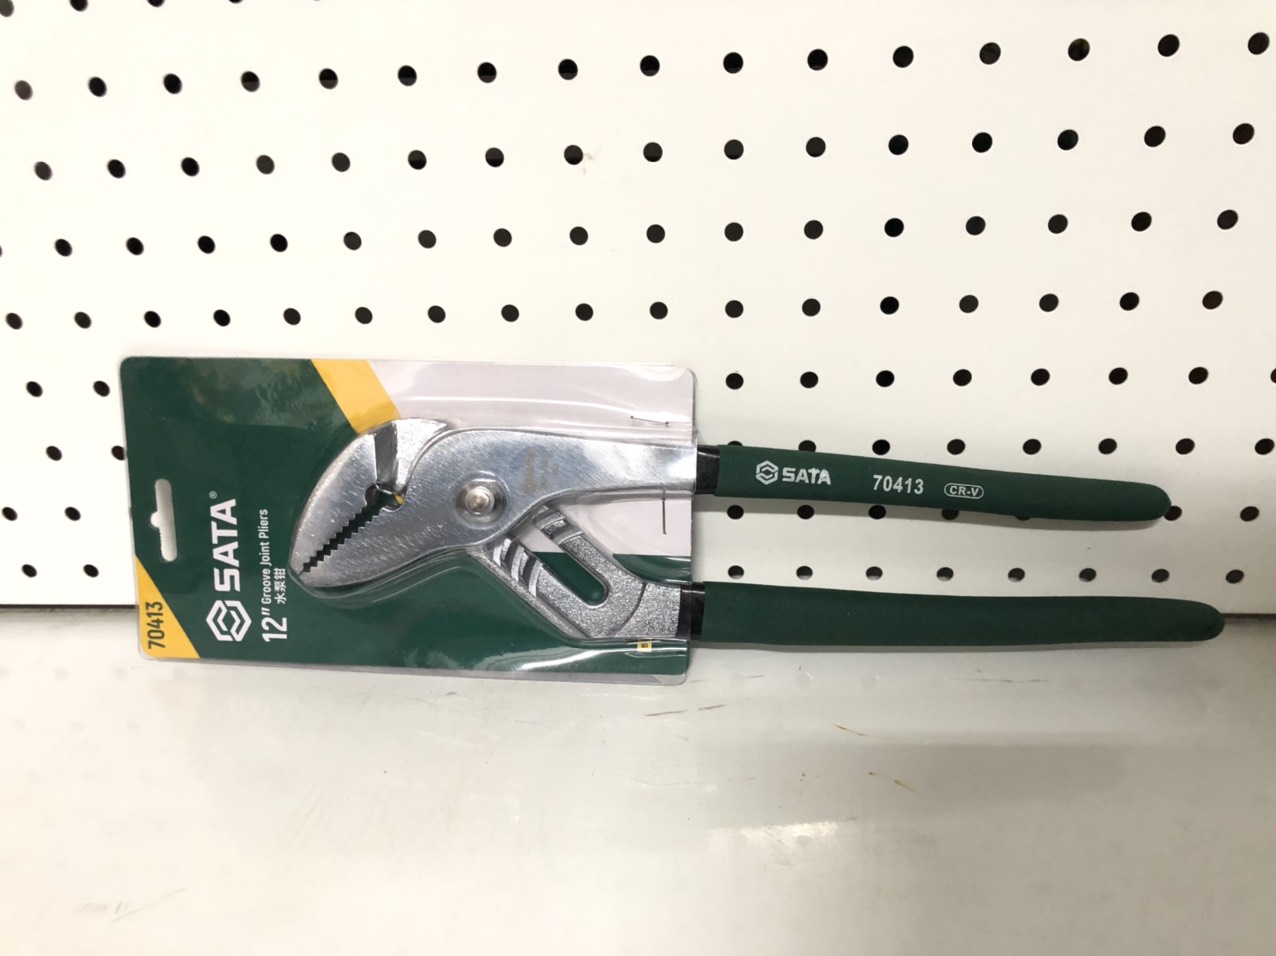 70413
SATA®
12" Groove Joint Pliers
水泵钳
SATA 70413 CR-V